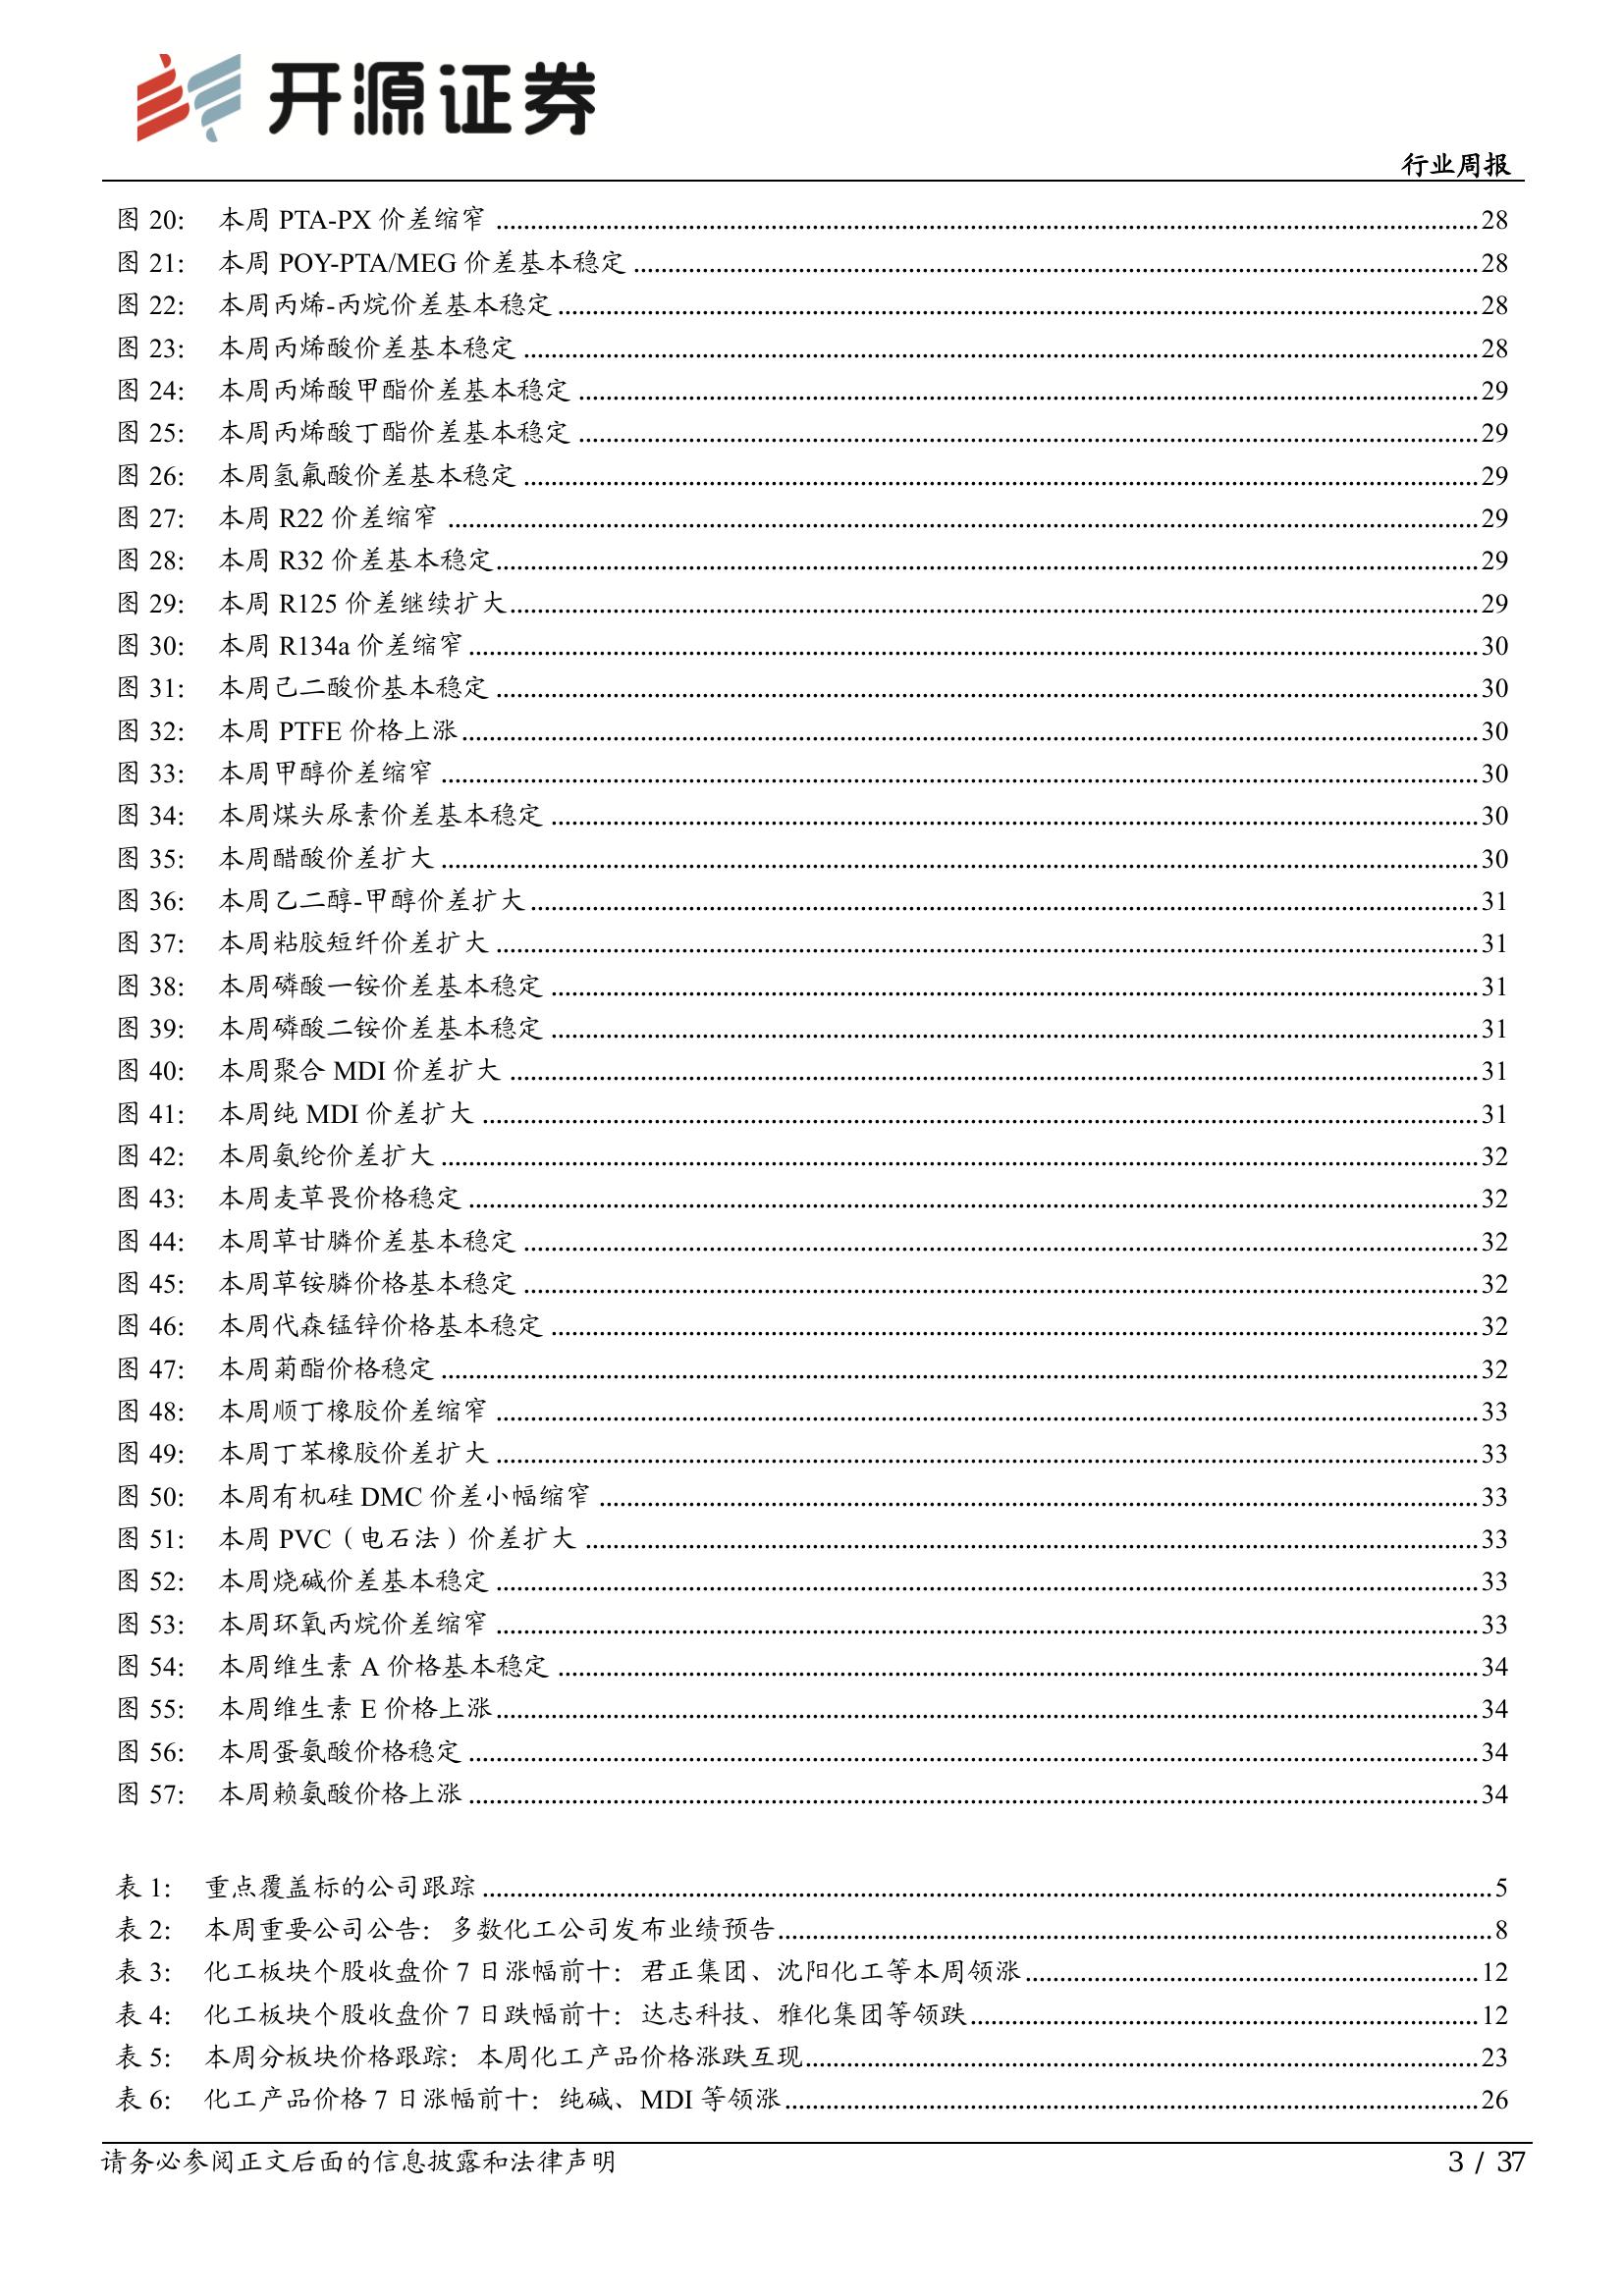 开源证券
行业周报
图 20: 本周 PTA-PX 价差缩窄 ........ 28
图 21: 本周 POY-PTA/MEG 价差基本稳定 ........ 28
图 22: 本周丙烯-丙烷价差基本稳定 ........ 28
图 23: 本周丙烯酸价差基本稳定 ........ 28
图 24: 本周丙烯酸甲酯价差基本稳定 ........ 29
图 25: 本周丙烯酸丁酯价差基本稳定 ........ 29
图 26: 本周氢氟酸价差基本稳定 ........ 29
图 27: 本周 R22 价差缩窄 ........ 29
图 28: 本周 R32 价差基本稳定 ........ 29
图 29: 本周 R125 价差继续扩大 ........ 29
图 30: 本周 R134a 价差缩窄 ........ 30
图 31: 本周己二酸价基本稳定 ........ 30
图 32: 本周 PTFE 价格上涨 ........ 30
图 33: 本周甲醇价差缩窄 ........ 30
图 34: 本周煤头尿素价差基本稳定 ........ 30
图 35: 本周醋酸价差扩大 ........ 30
图 36: 本周乙二醇-甲醇价差扩大 ........ 31
图 37: 本周粘胶短纤价差扩大 ........ 31
图 38: 本周磷酸一铵价差基本稳定 ........ 31
图 39: 本周磷酸二铵价差基本稳定 ........ 31
图 40: 本周聚合 MDI 价差扩大 ........ 31
图 41: 本周纯 MDI 价差扩大 ........ 31
图 42: 本周氨纶价差扩大 ........ 32
图 43: 本周麦草畏价格稳定 ........ 32
图 44: 本周草甘膦价差基本稳定 ........ 32
图 45: 本周草铵膦价格基本稳定 ........ 32
图 46: 本周代森锰锌价格基本稳定 ........ 32
图 47: 本周菊酯价格稳定 ........ 32
图 48: 本周顺丁橡胶价差缩窄 ........ 33
图 49: 本周丁苯橡胶价差扩大 ........ 33
图 50: 本周有机硅 DMC 价差小幅缩窄 ........ 33
图 51: 本周 PVC（电石法）价差扩大 ........ 33
图 52: 本周烧碱价差基本稳定 ........ 33
图 53: 本周环氧丙烷价差缩窄 ........ 33
图 54: 本周维生素 A 价格基本稳定 ........ 34
图 55: 本周维生素 E 价格上涨 ........ 34
图 56: 本周蛋氨酸价格稳定 ........ 34
图 57: 本周赖氨酸价格上涨 ........ 34
表 1: 重点覆盖标的公司跟踪 ........ 5
表 2: 本周重要公司公告：多数化工公司发布业绩预告 ........ 8
表 3: 化工板块个股收盘价 7 日涨幅前十：君正集团、沈阳化工等本周领涨 ........ 12
表 4: 化工板块个股收盘价 7 日跌幅前十：达志科技、雅化集团等领跌 ........ 12
表 5: 本周分板块价格跟踪：本周化工产品价格涨跌互现 ........ 23
表 6: 化工产品价格 7 日涨幅前十：纯碱、MDI 等领涨 ........ 26
请务必参阅正文后面的信息披露和法律声明
3 / 37